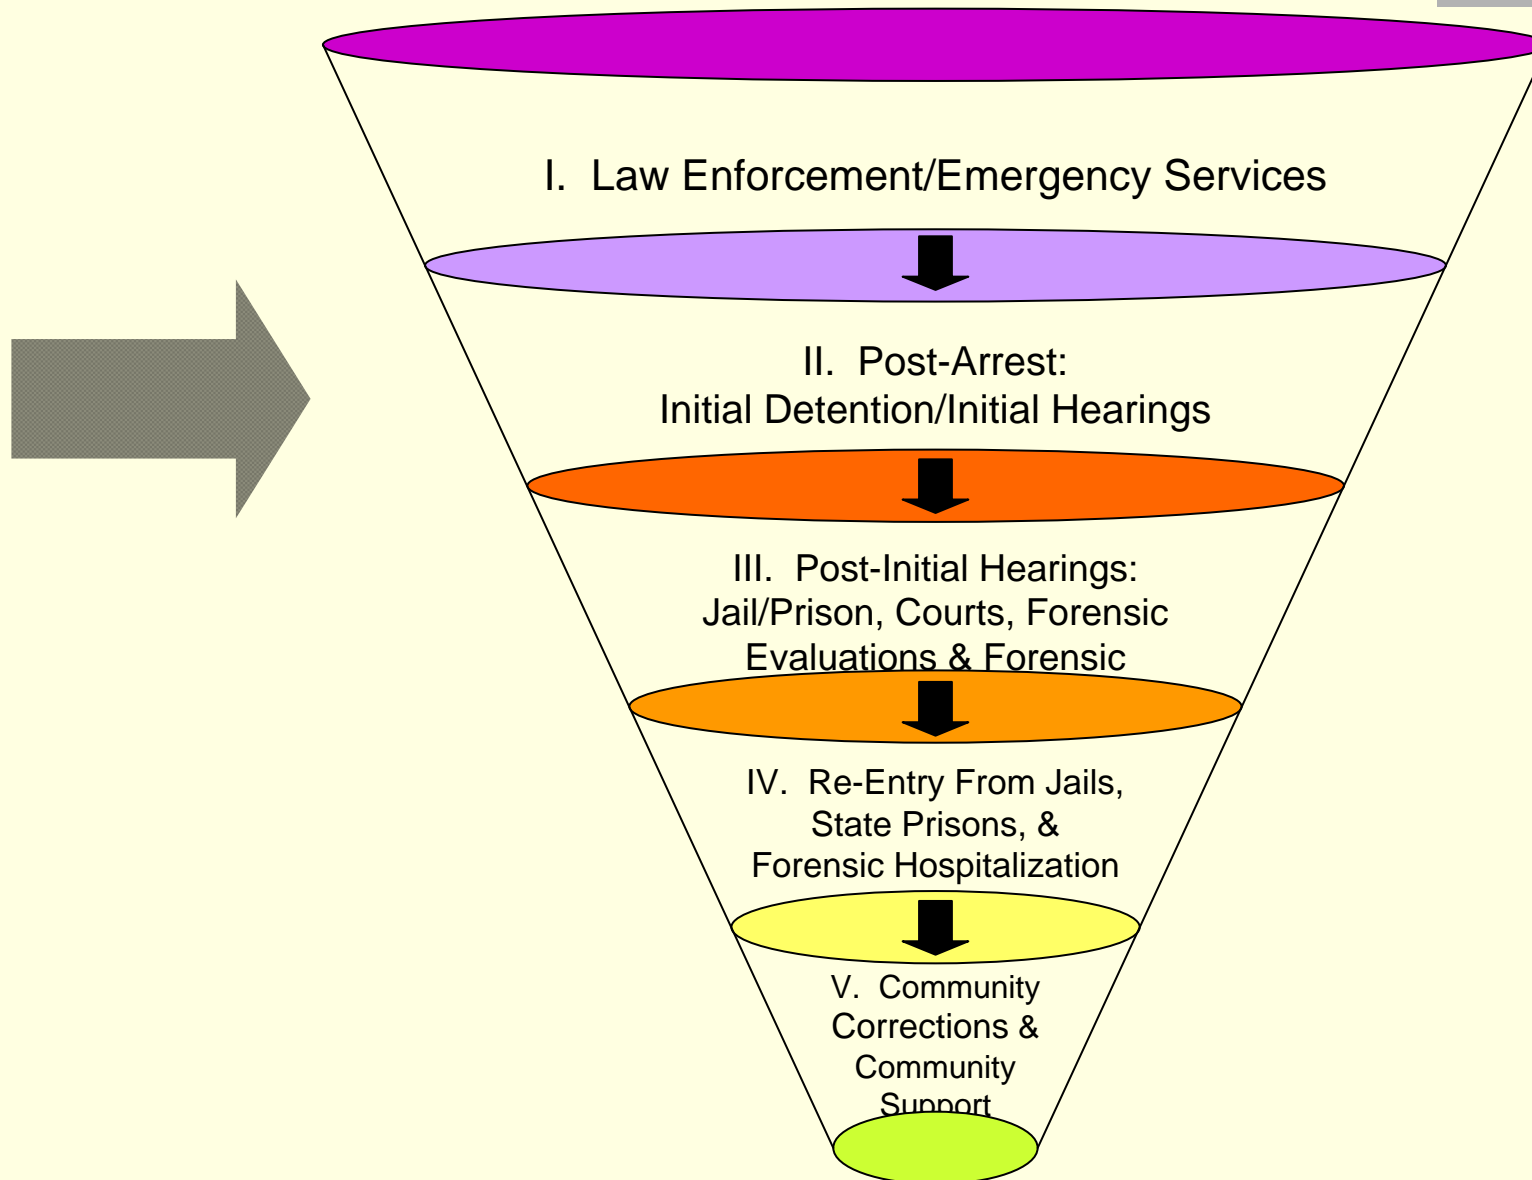 I. Law Enforcement/Emergency Services
II. Post-Arrest:
Initial Detention/Initial Hearings
III. Post-Initial Hearings:
Jail/Prison, Courts, Forensic
Evaluations & Forensic
IV. Re-Entry From Jails,
State Prisons, &
Forensic Hospitalization
V. Community
Corrections &
Community
Support